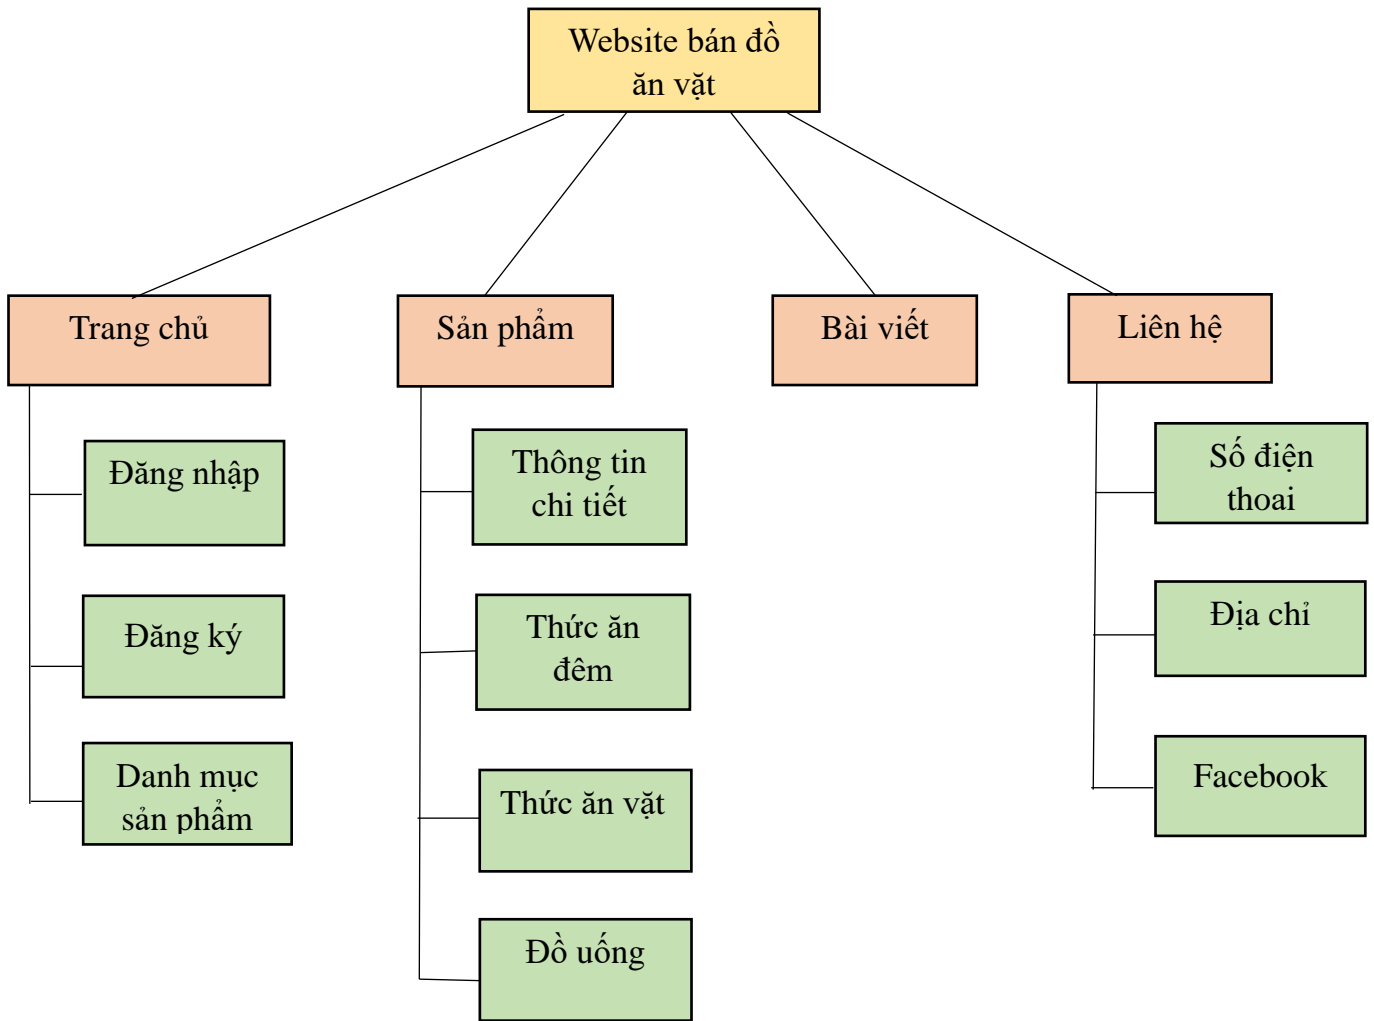 Website bán đồ
ăn vặt
Trang chủ
Sản phẩm
Bài viết
Liên hệ
Đăng nhập
Đăng ký
Danh mục
sản phẩm
Thông tin
chi tiết
Thức ăn
đêm
Thức ăn vặt
Đồ uống
Số điện
thoai
Địa chỉ
Facebook